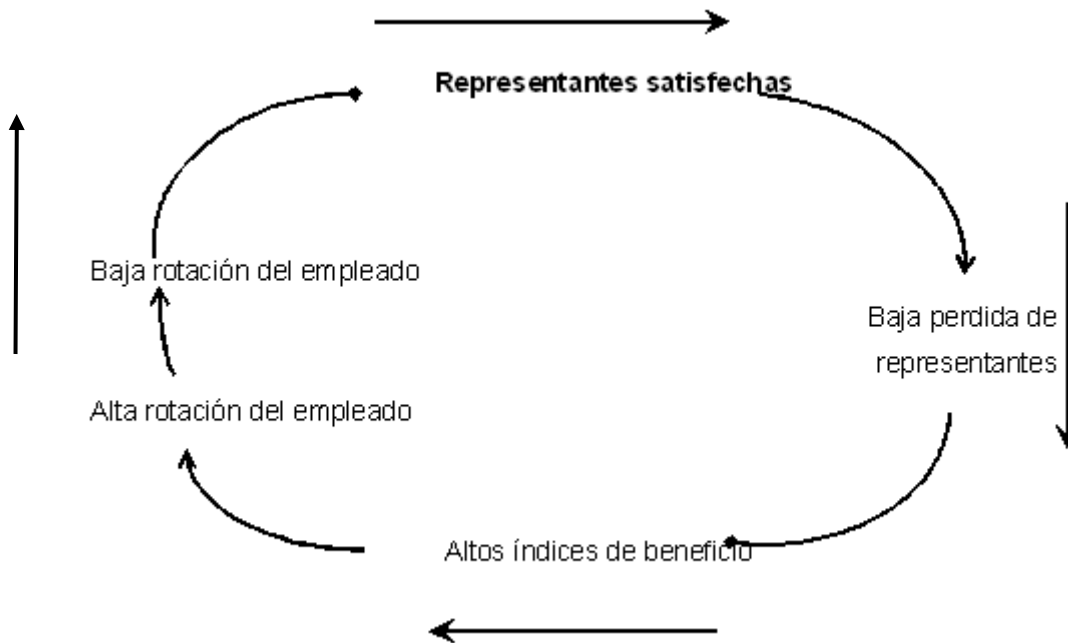 Representantes satisfechas
Baja rotación del empleado
Baja perdida de
representantes
Alta rotación del empleado
Altos índices de beneficio